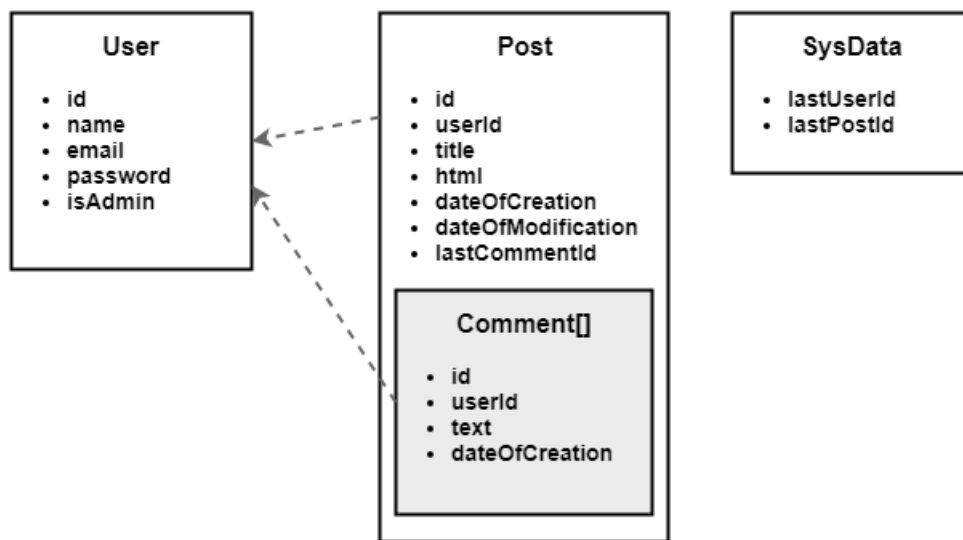 User
• id
• name
• email
• password
• isAdmin
Post
• id
• userId
• title
• html
• dateOfCreation
• dateOfModification
• lastCommentId
Comment[]
• id
• userId
• text
• dateOfCreation
SysData
• lastUserId
• lastPostId